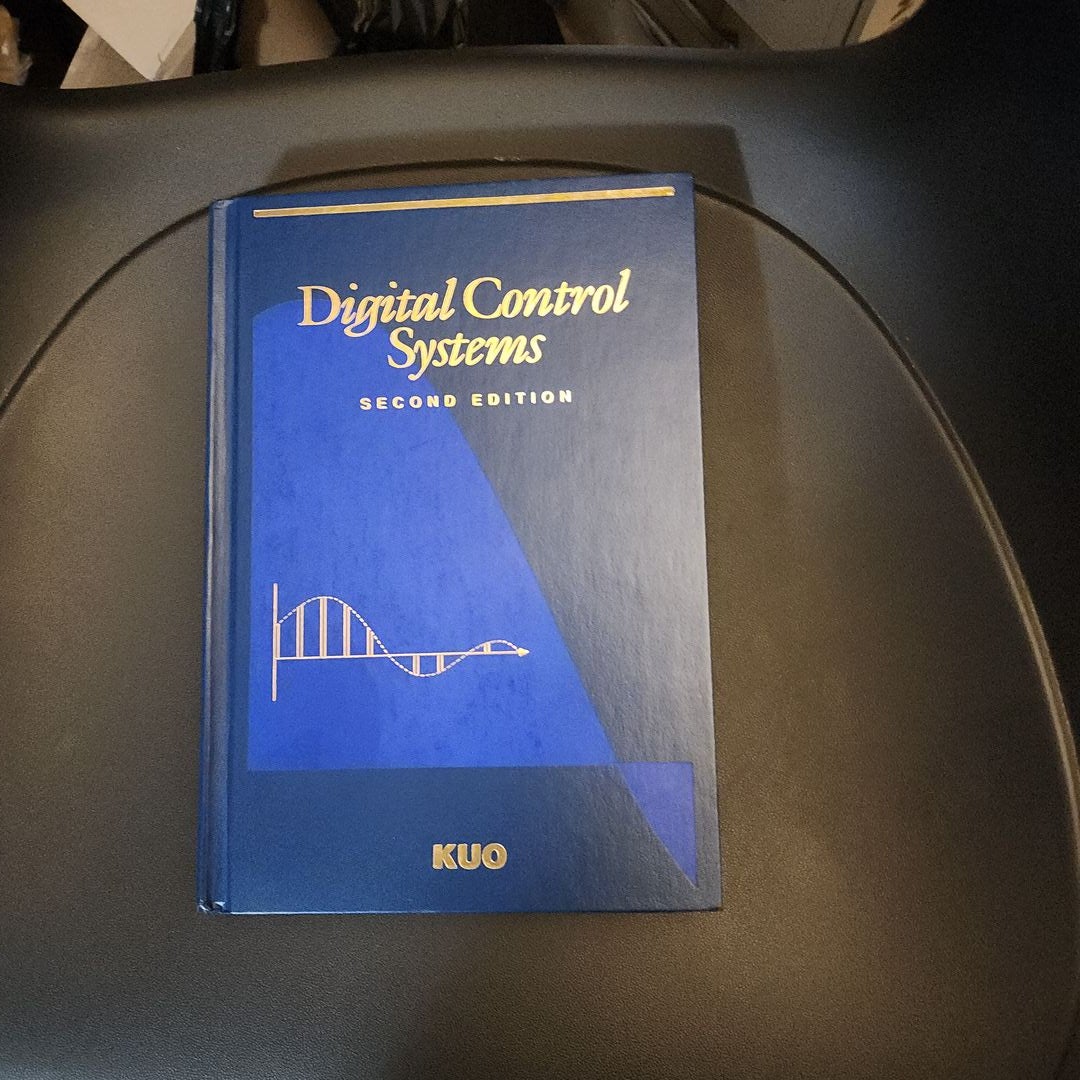 Digital Control
Systems
SECOND EDITION
KUO